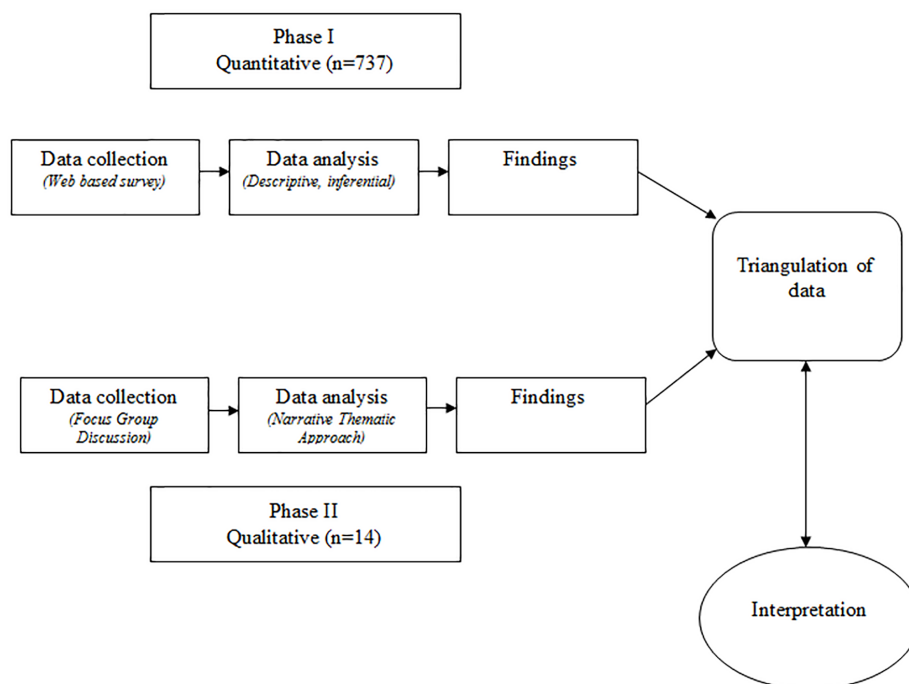 Phase I
Quantitative (n=737)
Data collection
(Web based survey)
Data analysis
(Descriptive, inferential)
Findings
Triangulation of
data
Data collection
(Focus Group
Discussion)
Data analysis
(Narrative Thematic
Approach)
Findings
Phase II
Qualitative (n=14)
Interpretation